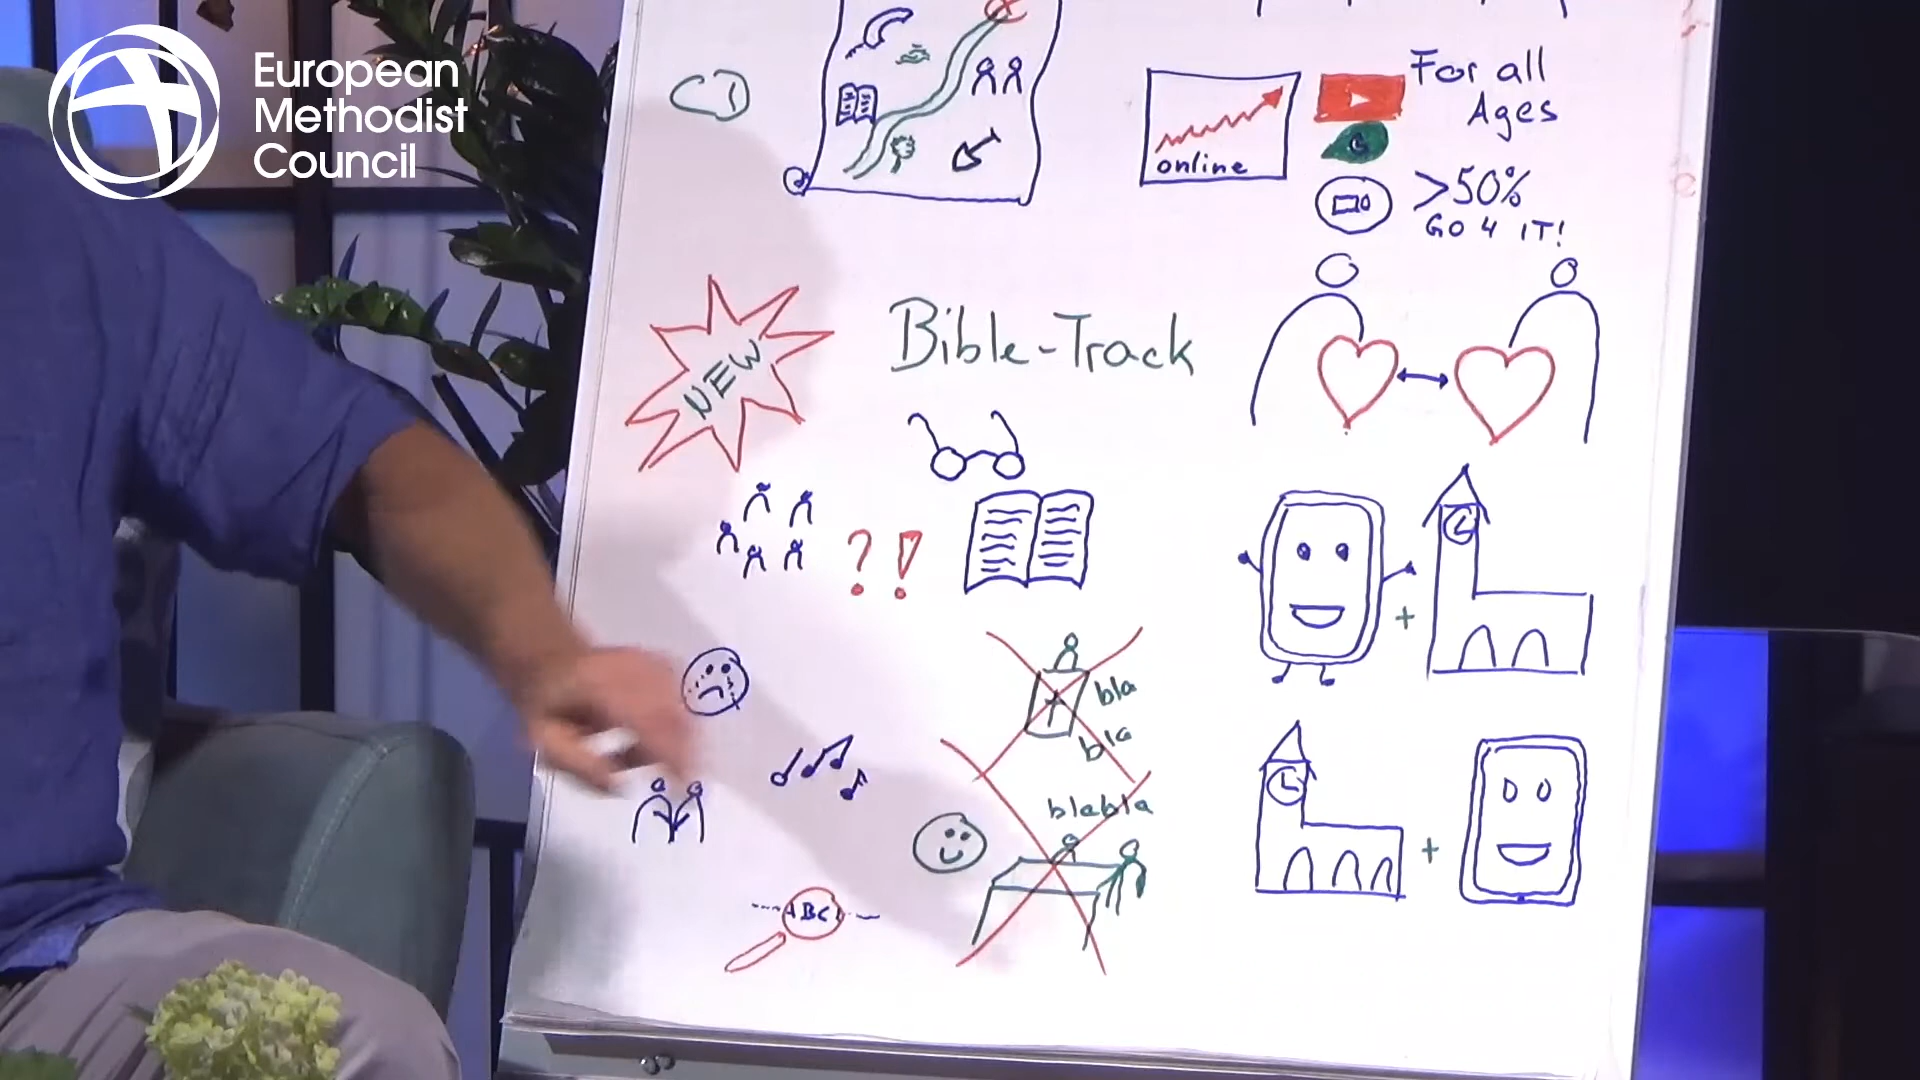 European
Methodist
Council
For all
Ages
online
>50%
GO 4 IT!
NEW
Bible-Track
? !
bla
bla
blabla
ABC